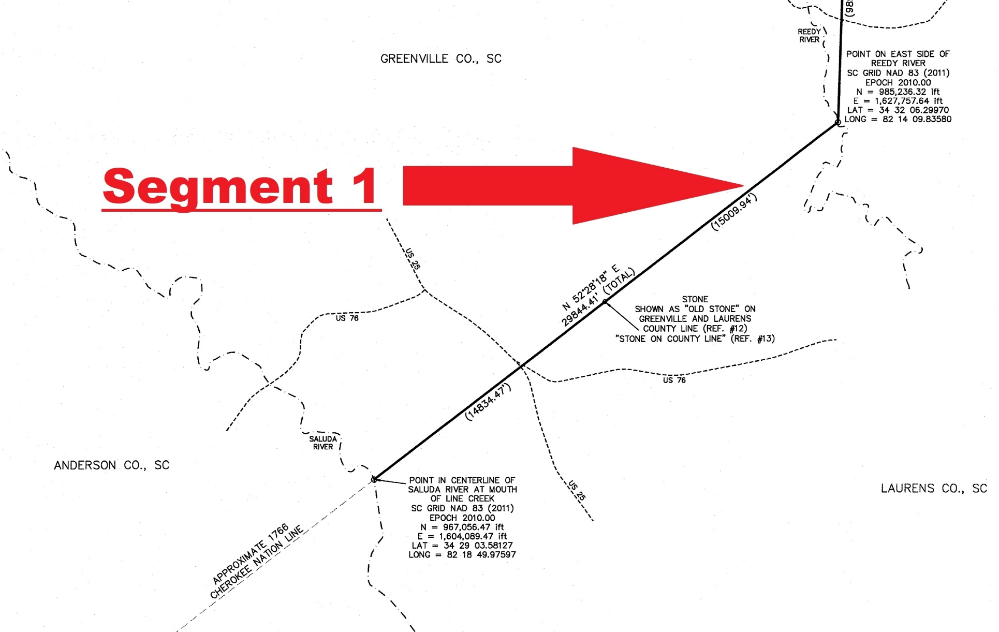 (989
REEDY
RIVER
GREENVILLE CO., SC
POINT ON EAST SIDE OF
REEDY RIVER
SC GRID NAD 83 (2011)
EPOCH 2010.00
N = 985,236.32 ift
E = 1,627,757.64 ift
LAT = 34 32 06.29970
LONG = 82 14 09.83580
Segment 1
(15009.94')
US 25
N 52°28'18" E
29844.41' (TOTAL)
STONE
SHOWN AS "OLD STONE" ON
GREENVILLE AND LAURENS
COUNTY LINE (REF. #12)
"STONE ON COUNTY LINE" (REF. #13)
US 76
US 76
(14834.47')
SALUDA
RIVER
ANDERSON CO., SC
POINT IN CENTERLINE OF
SALUDA RIVER AT MOUTH
OF LINE CREEK
SC GRID NAD 83 (2011)
EPOCH 2010.00
N = 967,056.47 ift
E = 1,604,089.47 ift
LAT = 34 29 03.58127
LONG = 82 18 49.97597
US 25
LAURENS CO., SC
APPROXIMATE 1766
CHEROKEE NATION LINE